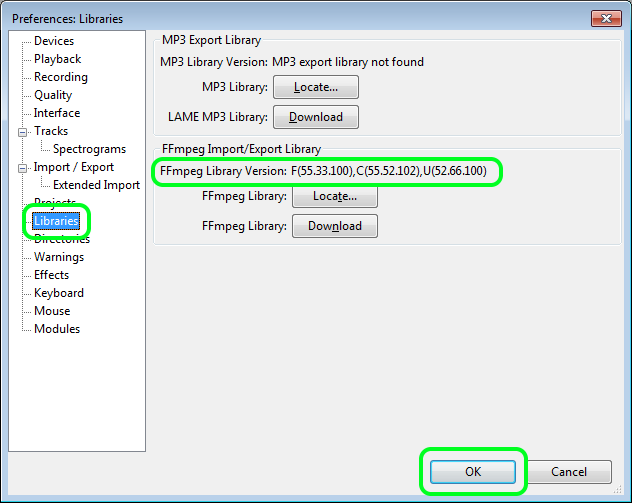 Preferences: Libraries
Devices
Playback
Recording
Quality
Interface
Tracks
Spectrograms
Import / Export
Extended Import
Projects
Libraries
Directories
Warnings
Effects
Keyboard
Mouse
Modules
MP3 Export Library
MP3 Library Version: MP3 export library not found
MP3 Library: Locate...
LAME MP3 Library: Download
FFmpeg Import/Export Library
FFmpeg Library Version: F(55.33.100),C(55.52.102),U(52.66.100)
FFmpeg Library: Locate...
FFmpeg Library: Download
OK Cancel